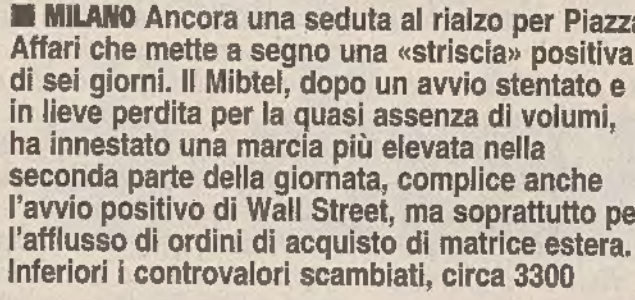 ■ MILANO Ancora una seduta al rialzo per Piazza
Affari che mette a segno una «striscia» positiva
di sei giorni. Il Mibtel, dopo un avvio stentato e
in lieve perdita per la quasi assenza di volumi,
ha innestato una marcia più elevata nella
seconda parte della giornata, complice anche
l'avvio positivo di Wall Street, ma soprattutto pe
l'afflusso di ordini di acquisto di matrice estera.
Inferiori i controvalori scambiati, circa 3300